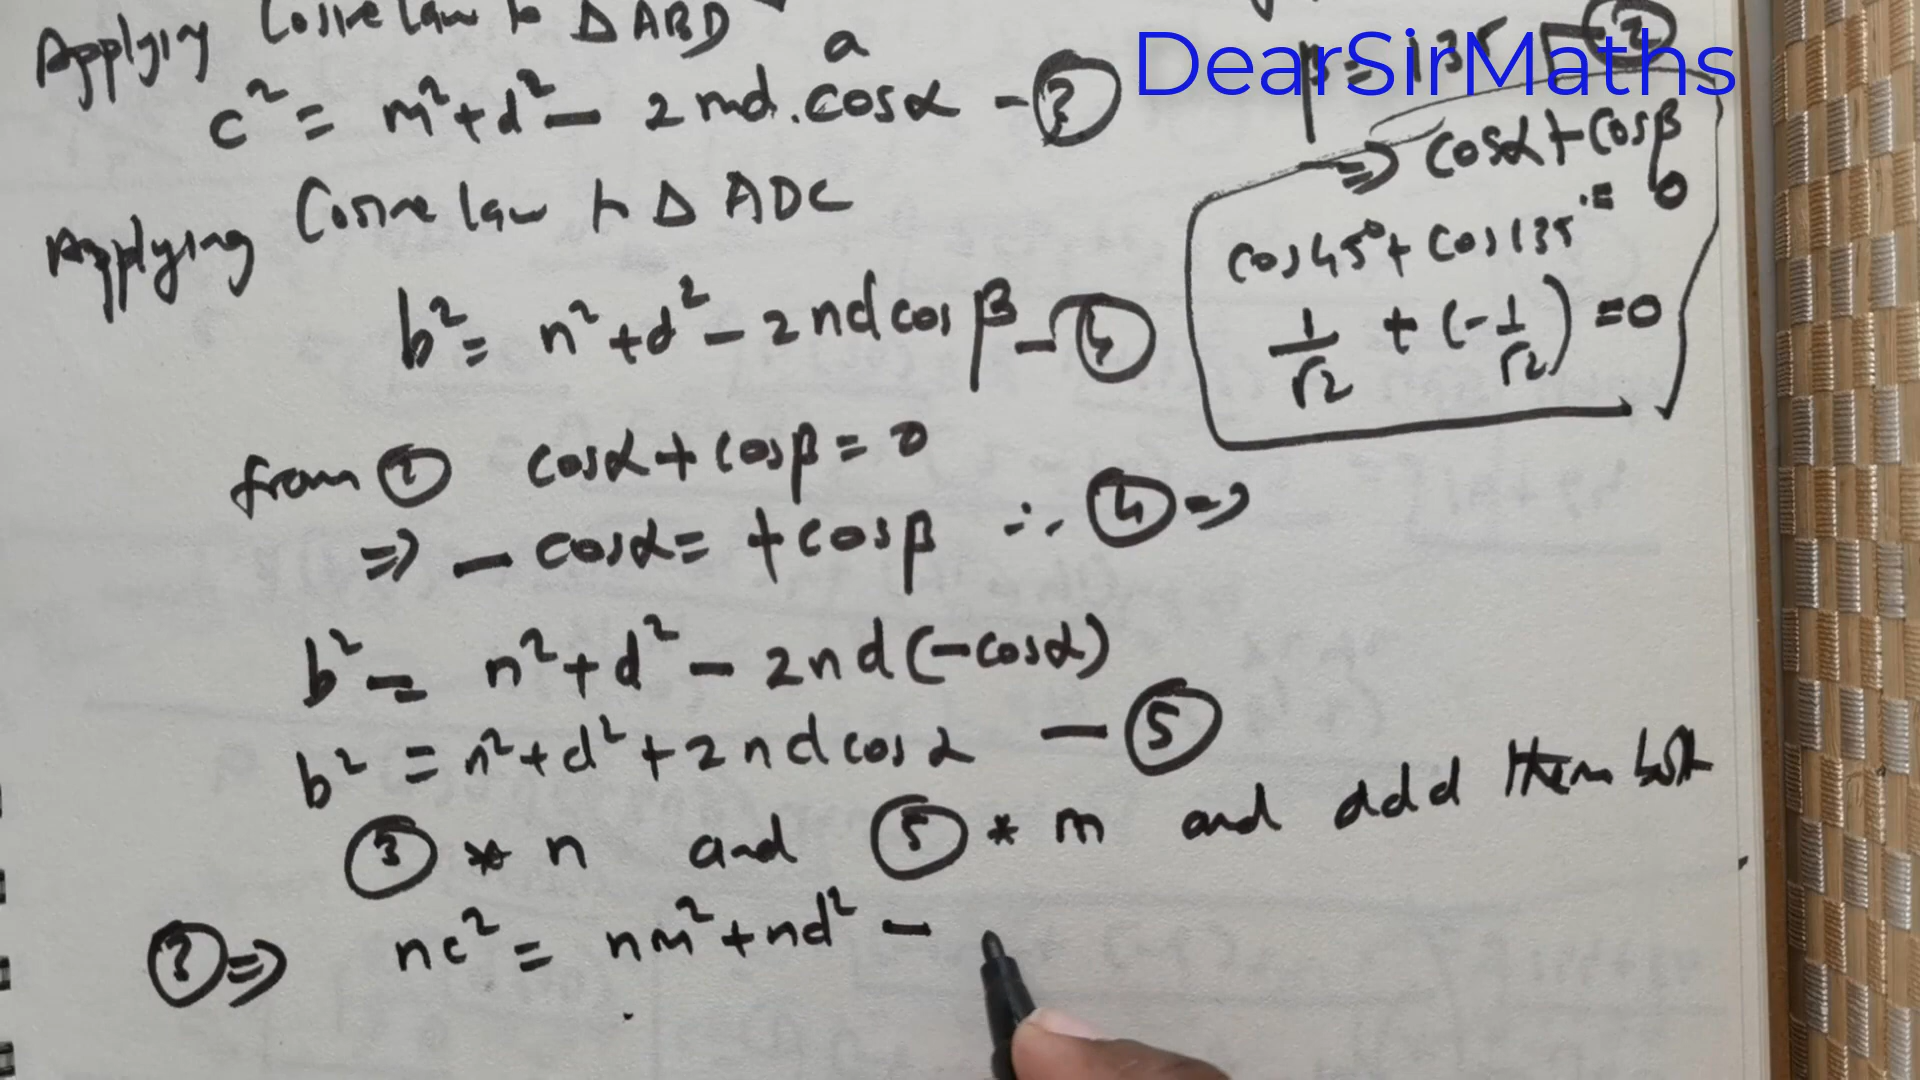 Applying Cosine law to Δ ABD
a
c² = m² + d² – 2md.cosα – ③
DearSirMaths
β = 135
②
⇒ cosα + cosβ = 0
cos45° + cos135°
1/√2 + (-1/√2) = 0
Applying Cosine law to Δ ADC
b² = n² + d² – 2nd cosβ – ④
from ② cosα + cosβ = 0
⇒ – cosα = + cosβ ∴ ④ ⇒
b² = n² + d² – 2nd(–cosα)
b² = n² + d² + 2nd cosα – ⑤
③ * n and ⑤ * m and add them both
③ ⇒ nc² = nm² + nd² –